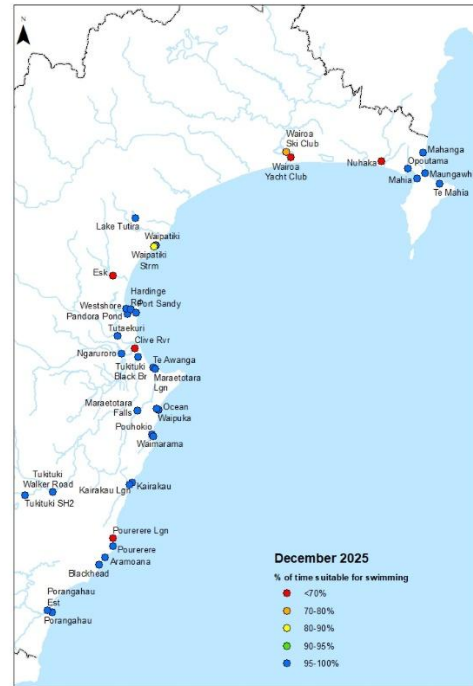 N
Wairoa
Ski Club
Wairoa
Yacht Club
Nuhaka
Mahanga
Opoutama
Maungawh
Mahia
Te Mahia
Lake Tutira
Waipatiki
Waipatiki
Strm
Esk
Hardinge
Rd
Westshore
Port Sandy
Pandora Pond
Tutaekuri
Clive Rvr
Ngaruroro
Te Awanga
Tukituki
Black Br
Maraetotara
Lgn
Maraetotara
Falls
Ocean
Waipuka
Pouhokio
Waimarama
Tukituki
Walker Road
Kairakau Lgn
Kairakau
Tukituki SH2
Pourerere Lgn
Pourerere
Aramoana
Blackhead
Porangahau
Est
Porangahau
December 2025
% of time suitable for swimming
<70%
70-80%
80-90%
90-95%
95-100%